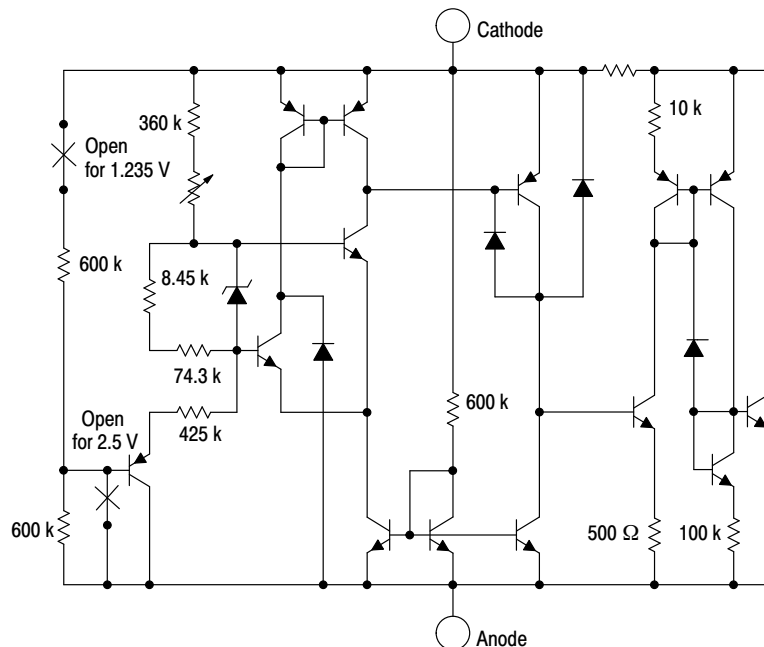 Cathode
360 k
10 k
Open
for 1.235 V
600 k
8.45 k
74.3 k
600 k
Open
for 2.5 V
425 k
600 k
500 Ω
100 k
Anode